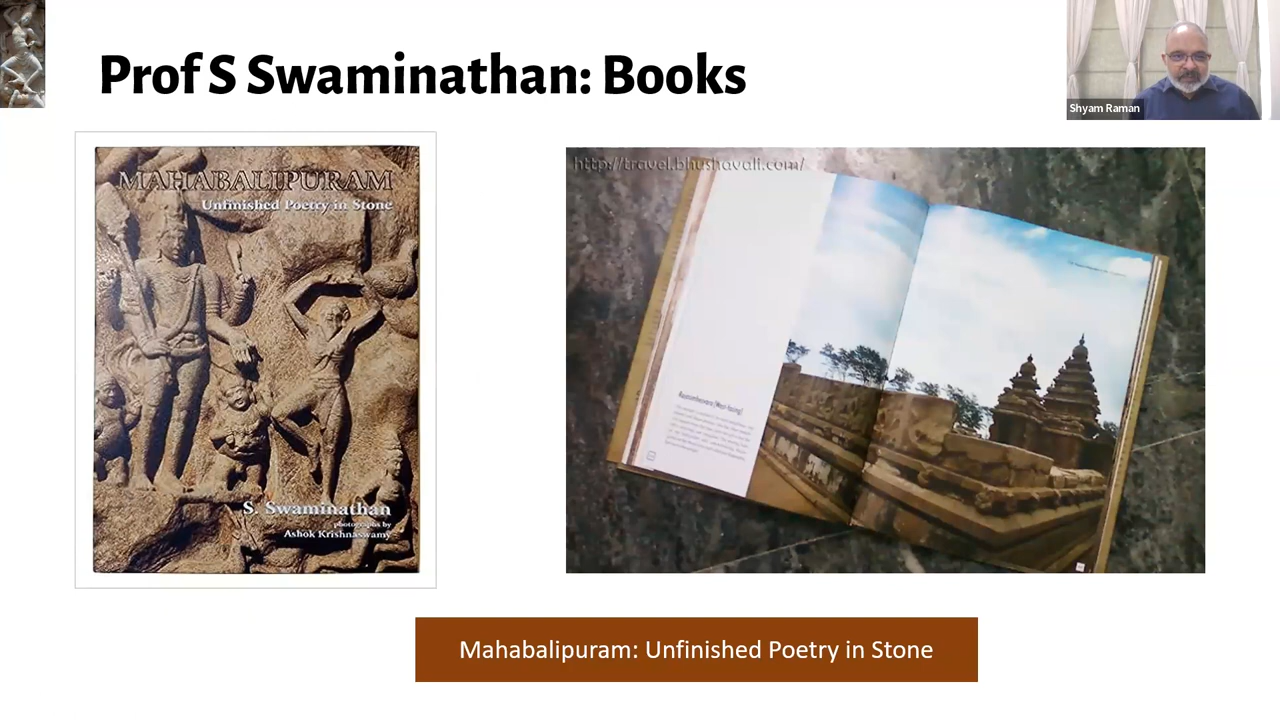 Prof S Swaminathan: Books
Shyam Raman
MAHABALIPURAM
Unfinished Poetry in Stone
S. Swaminathan
photographs by
Ashok Krishnaswamy
http://travel.bhushavali.com/
Mahabalipuram: Unfinished Poetry in Stone